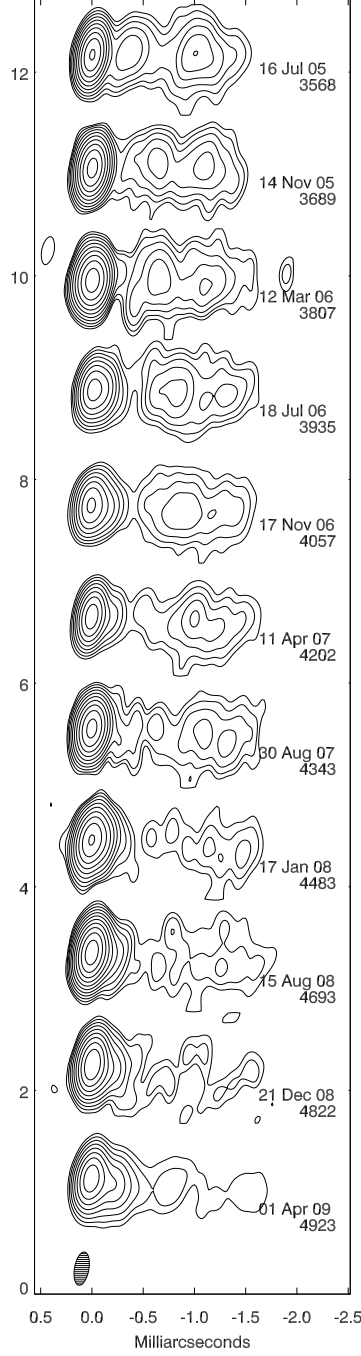 12
16 Jul 05
3568
14 Nov 05
3689
10
12 Mar 06
3807
18 Jul 06
3935
8
17 Nov 06
4057
11 Apr 07
4202
6
30 Aug 07
4343
17 Jan 08
4483
4
15 Aug 08
4693
2
21 Dec 08
4822
01 Apr 09
4923
0
0.5 0.0 -0.5 -1.0 -1.5 -2.0 -2.5
Milliarcseconds